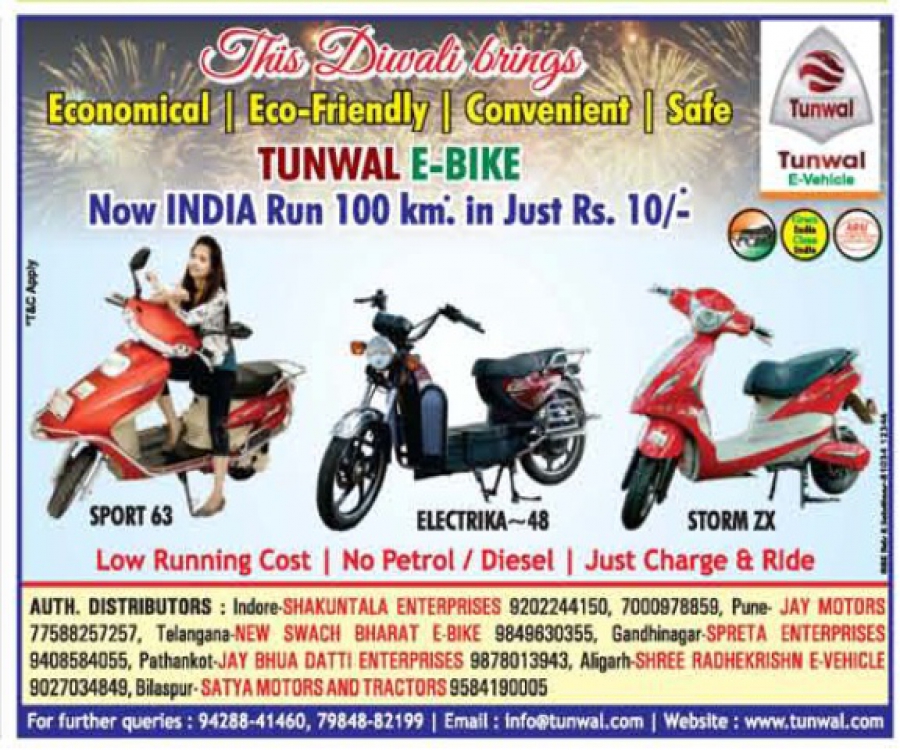 This Diwali brings
Economical | Eco-Friendly | Convenient | Safe
Tunwal
Tunwal
E-Vehicle
TUNWAL E-BIKE
Now INDIA Run 100 km*. in Just Rs. 10/-*
Green
India
Clean
India
*T&C Apply
SPORT 63
ELECTRIKA~48
STORM ZX
Low Running Cost | No Petrol / Diesel | Just Charge & Ride
AUTH. DISTRIBUTORS : Indore-SHAKUNTALA ENTERPRISES 9202244150, 7000978859, Pune- JAY MOTORS
77588257257, Telangana-NEW SWACH BHARAT E-BIKE 9849630355, Gandhinagar-SPRETA ENTERPRISES
9408584055, Pathankot-JAY BHUA DATTI ENTERPRISES 9878013943, Aligarh-SHREE RADHEKRISHN E-VEHICLE
9027034849, Bilaspur- SATYA MOTORS AND TRACTORS 9584190005
For further queries : 94288-41460, 79848-82199 | Email : info@tunwal.com | Website : www.tunwal.com